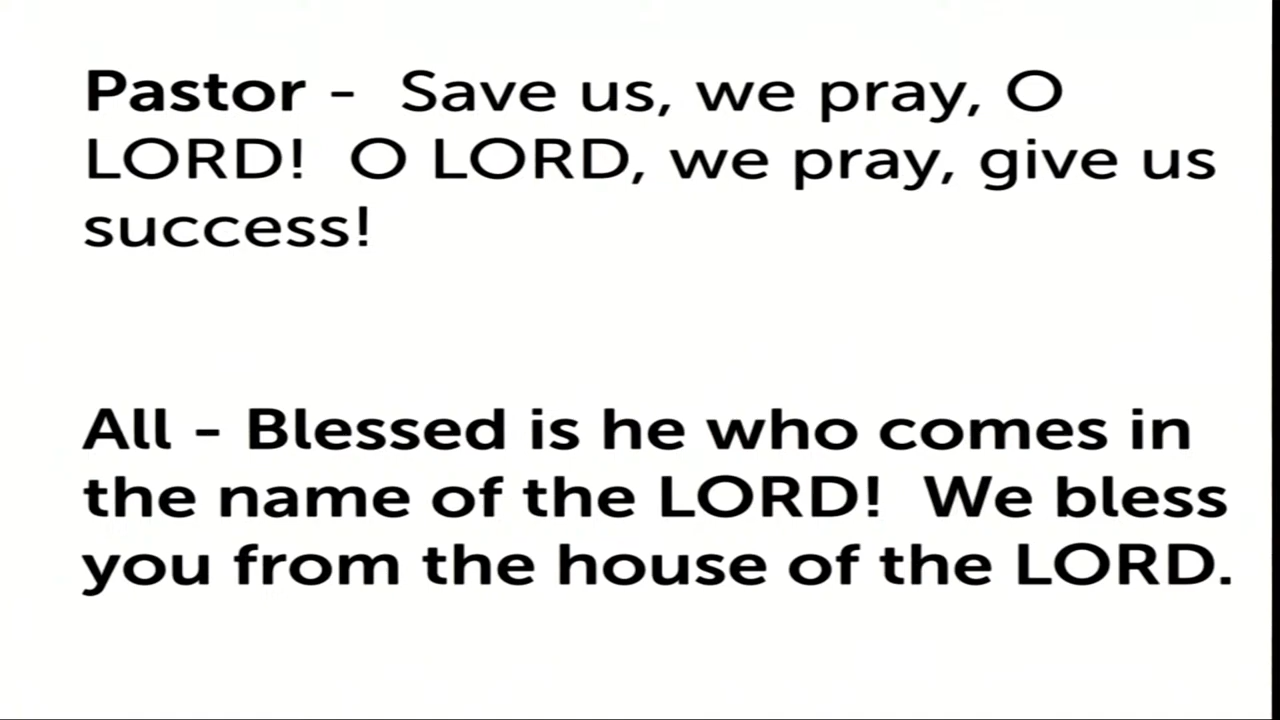 Pastor -  Save us, we pray, O
LORD!  O LORD, we pray, give us
success!
All - Blessed is he who comes in
the name of the LORD!  We bless
you from the house of the LORD.